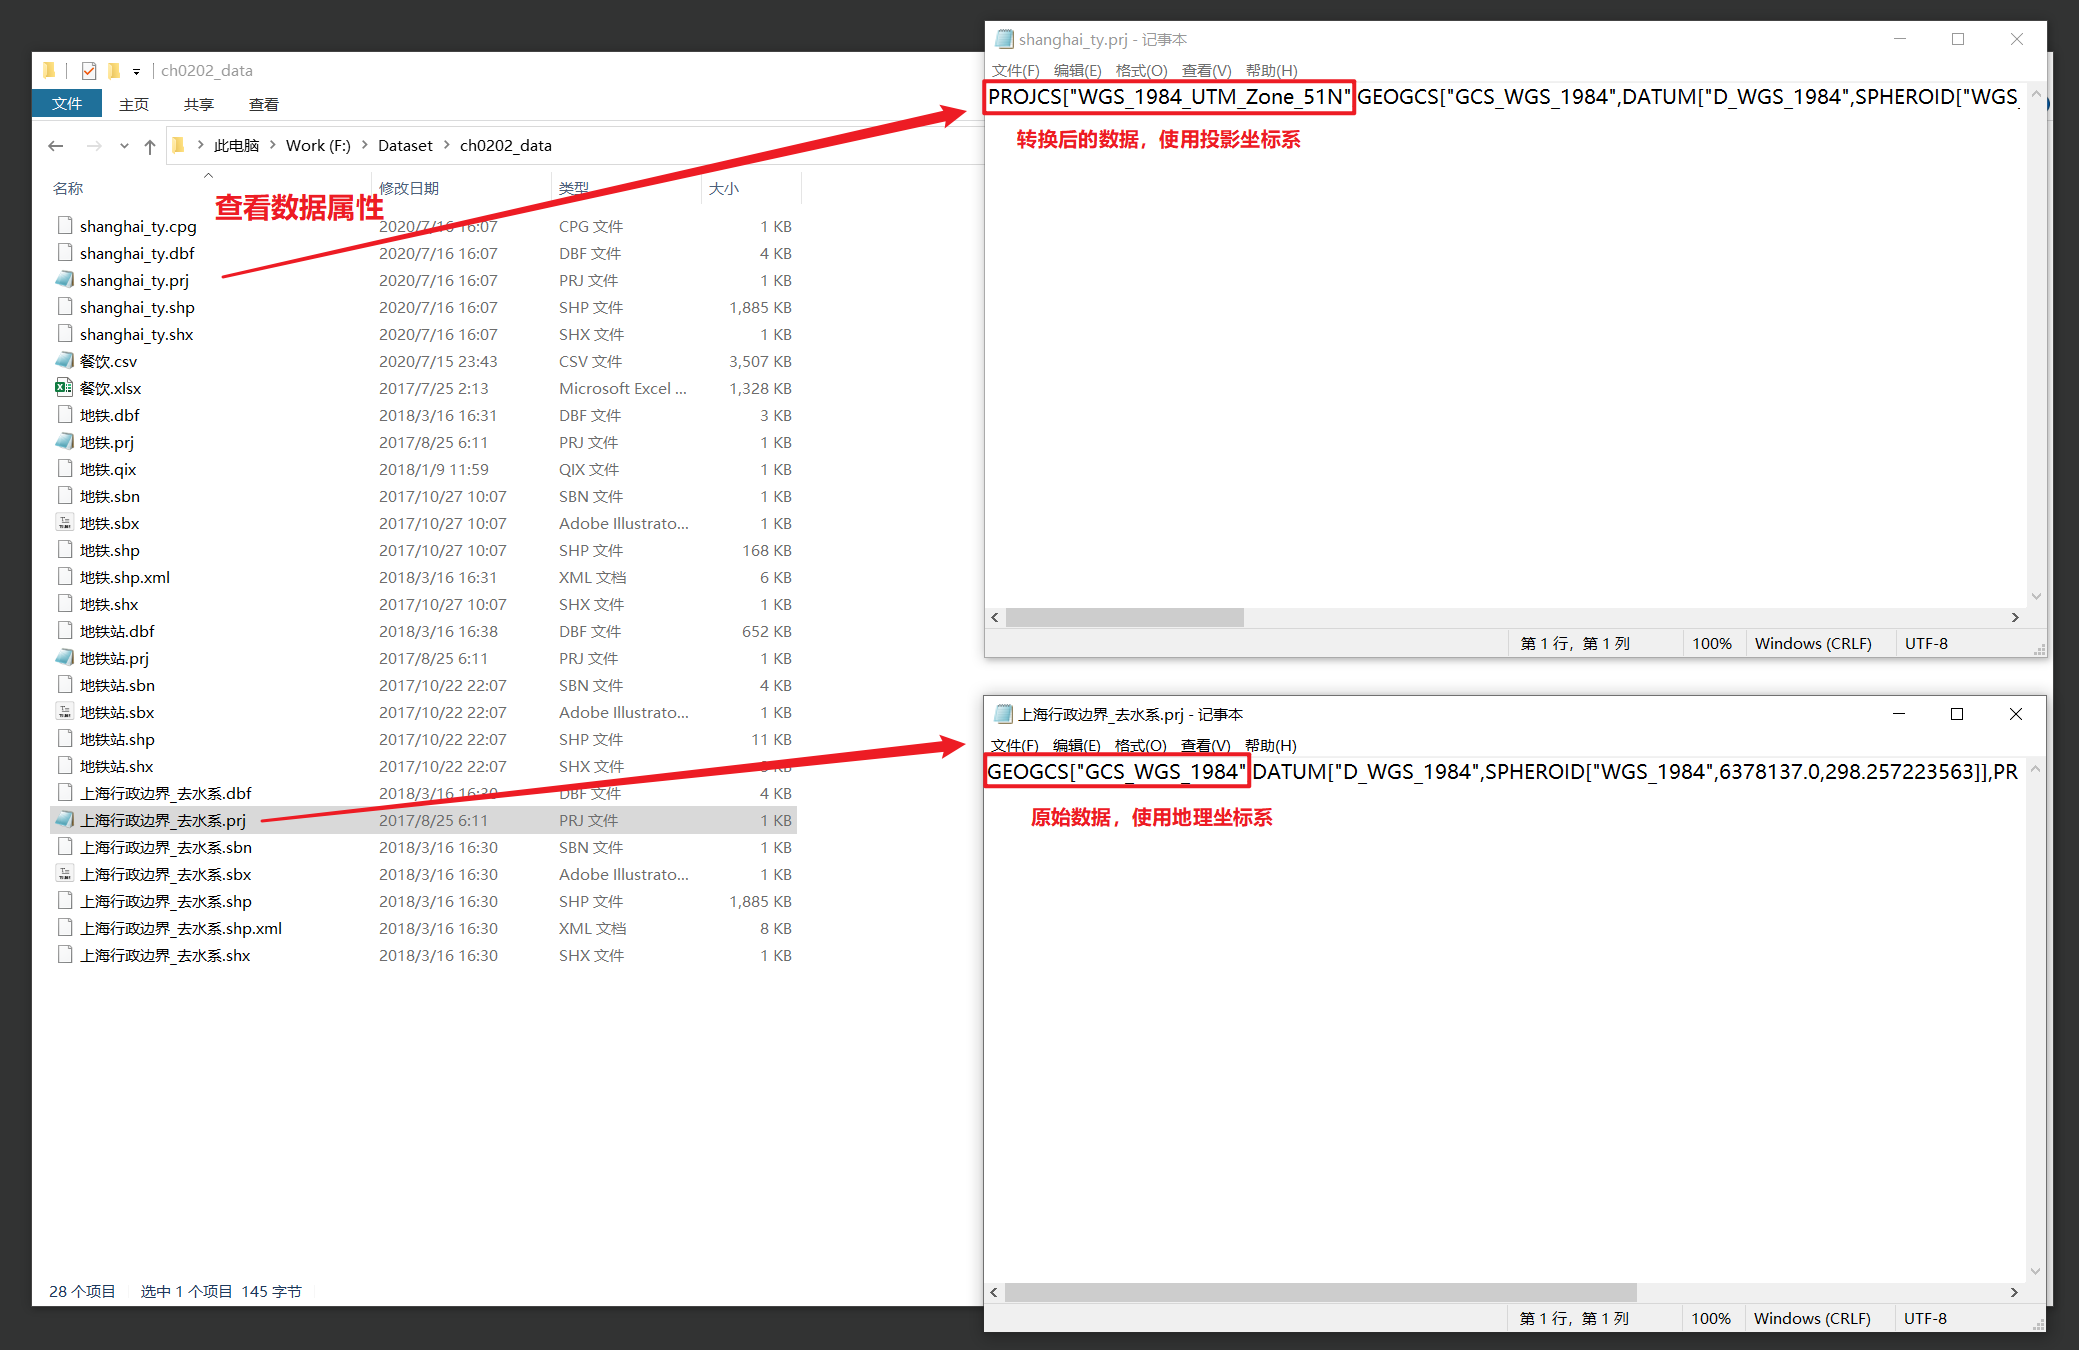 ch0202_data
文件 主页 共享 查看
此电脑 Work (F:) Dataset ch0202_data
名称 修改日期 类型 大小
查看数据属性
shanghai_ty.cpg 2020/7/16 16:07 CPG 文件 1 KB
shanghai_ty.dbf 2020/7/16 16:07 DBF 文件 4 KB
shanghai_ty.prj 2020/7/16 16:07 PRJ 文件 1 KB
shanghai_ty.shp 2020/7/16 16:07 SHP 文件 1,885 KB
shanghai_ty.shx 2020/7/16 16:07 SHX 文件 1 KB
餐饮.csv 2020/7/15 23:43 CSV 文件 3,507 KB
餐饮.xlsx 2017/7/25 2:13 Microsoft Excel ... 1,328 KB
地铁.dbf 2018/3/16 16:31 DBF 文件 3 KB
地铁.prj 2017/8/25 6:11 PRJ 文件 1 KB
地铁.qix 2018/1/9 11:59 QIX 文件 1 KB
地铁.sbn 2017/10/27 10:07 SBN 文件 1 KB
地铁.sbx 2017/10/27 10:07 Adobe Illustrato... 1 KB
地铁.shp 2017/10/27 10:07 SHP 文件 168 KB
地铁.shp.xml 2018/3/16 16:31 XML 文档 6 KB
地铁.shx 2017/10/27 10:07 SHX 文件 1 KB
地铁站.dbf 2018/3/16 16:38 DBF 文件 652 KB
地铁站.prj 2017/8/25 6:11 PRJ 文件 1 KB
地铁站.sbn 2017/10/22 22:07 SBN 文件 4 KB
地铁站.sbx 2017/10/22 22:07 Adobe Illustrato... 1 KB
地铁站.shp 2017/10/22 22:07 SHP 文件 11 KB
地铁站.shx 2017/10/22 22:07 SHX 文件 KB
上海行政边界_去水系.dbf 2018/3/16 16:30 DBF 文件 4 KB
上海行政边界_去水系.prj 2017/8/25 6:11 PRJ 文件 1 KB
上海行政边界_去水系.sbn 2018/3/16 16:30 SBN 文件 1 KB
上海行政边界_去水系.sbx 2018/3/16 16:30 Adobe Illustrato... 1 KB
上海行政边界_去水系.shp 2018/3/16 16:30 SHP 文件 1,885 KB
上海行政边界_去水系.shp.xml 2018/3/16 16:30 XML 文档 8 KB
上海行政边界_去水系.shx 2018/3/16 16:30 SHX 文件 1 KB
28 个项目 选中 1 个项目 145 字节
shanghai_ty.prj - 记事本
文件(F) 编辑(E) 格式(O) 查看(V) 帮助(H)
PROJCS["WGS_1984_UTM_Zone_51N" GEOGCS["GCS_WGS_1984",DATUM["D_WGS_1984",SPHEROID["WGS_
转换后的数据，使用投影坐标系
第 1 行，第 1 列 100% Windows (CRLF) UTF-8
上海行政边界_去水系.prj - 记事本
文件(F) 编辑(E) 格式(O) 查看(V) 帮助(H)
GEOGCS["GCS_WGS_1984" DATUM["D_WGS_1984",SPHEROID["WGS_1984",6378137.0,298.257223563]],PR
原始数据，使用地理坐标系
第 1 行，第 1 列 100% Windows (CRLF) UTF-8